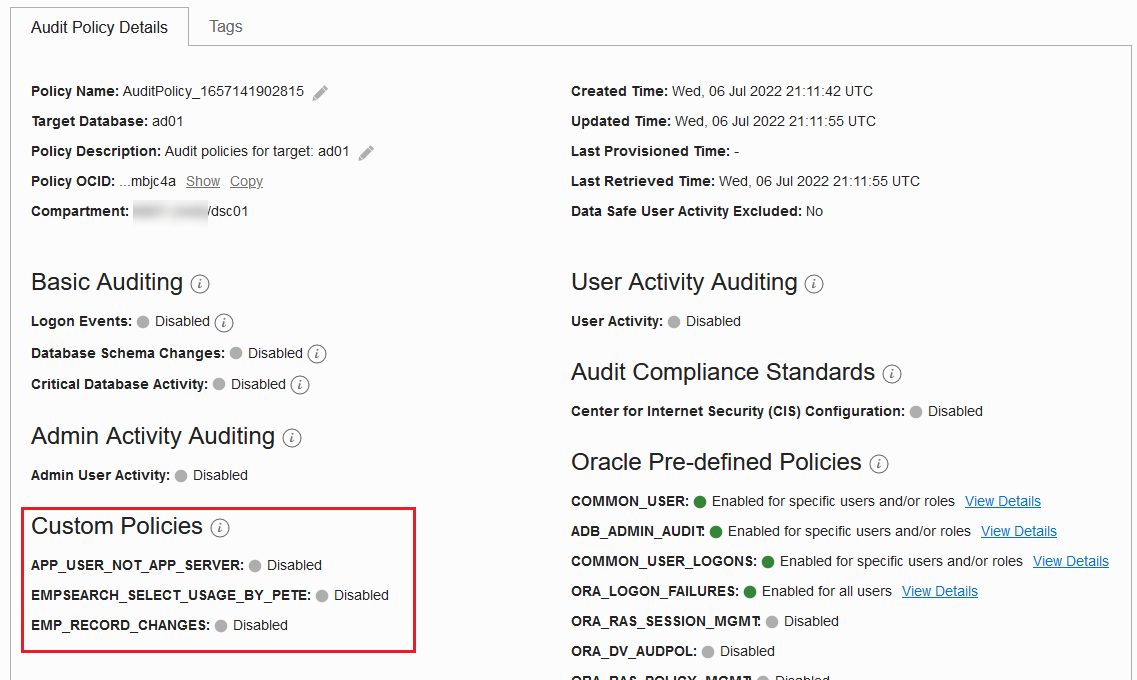 Audit Policy Details
Tags
Policy Name: AuditPolicy_1657141902815
Target Database: ad01
Policy Description: Audit policies for target: ad01
Policy OCID: ...mbjc4a Show Copy
Compartment: /dsc01
Created Time: Wed, 06 Jul 2022 21:11:42 UTC
Updated Time: Wed, 06 Jul 2022 21:11:55 UTC
Last Provisioned Time: -
Last Retrieved Time: Wed, 06 Jul 2022 21:11:55 UTC
Data Safe User Activity Excluded: No
Basic Auditing
Logon Events: Disabled
Database Schema Changes: Disabled
Critical Database Activity: Disabled
Admin Activity Auditing
Admin User Activity: Disabled
Custom Policies
APP_USER_NOT_APP_SERVER: Disabled
EMPSEARCH_SELECT_USAGE_BY_PETE: Disabled
EMP_RECORD_CHANGES: Disabled
User Activity Auditing
User Activity: Disabled
Audit Compliance Standards
Center for Internet Security (CIS) Configuration: Disabled
Oracle Pre-defined Policies
COMMON_USER: Enabled for specific users and/or roles View Details
ADB_ADMIN_AUDIT: Enabled for specific users and/or roles View Details
COMMON_USER_LOGONS: Enabled for specific users and/or roles View Details
ORA_LOGON_FAILURES: Enabled for all users View Details
ORA_RAS_SESSION_MGMT: Disabled
ORA_DV_AUDPOL: Disabled
ORA_RAS_POLICY_MGMT: Disabled